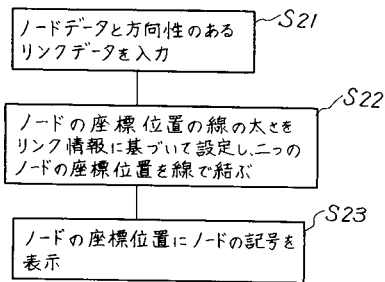 S21
ノードデータと方向性のある
リンクデータを入力
S22
ノードの座標位置の線の太さを
リンク情報に基づいて設定し、二つの
ノードの座標位置を線で結ぶ
S23
ノードの座標位置にノードの記号を
表示